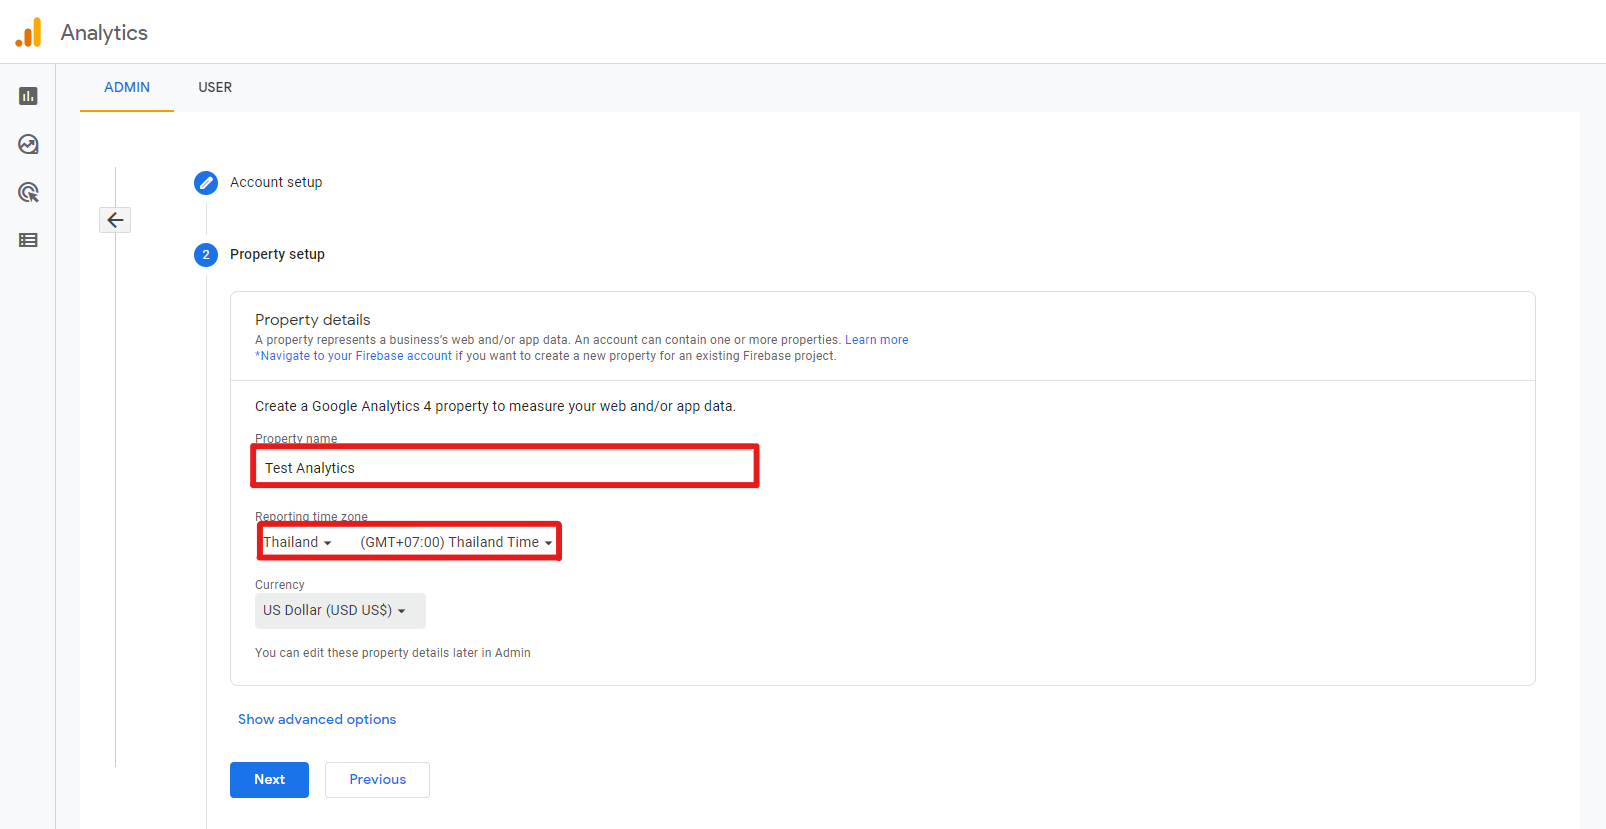 Analytics
ADMIN USER
Account setup
2 Property setup
Property details
A property represents a business's web and/or app data. An account can contain one or more properties. Learn more
*Navigate to your Firebase account if you want to create a new property for an existing Firebase project.
Create a Google Analytics 4 property to measure your web and/or app data.
Property name
Test Analytics
Reporting time zone
Thailand (GMT+07:00) Thailand Time
Currency
US Dollar (USD US$)
You can edit these property details later in Admin
Show advanced options
Next Previous